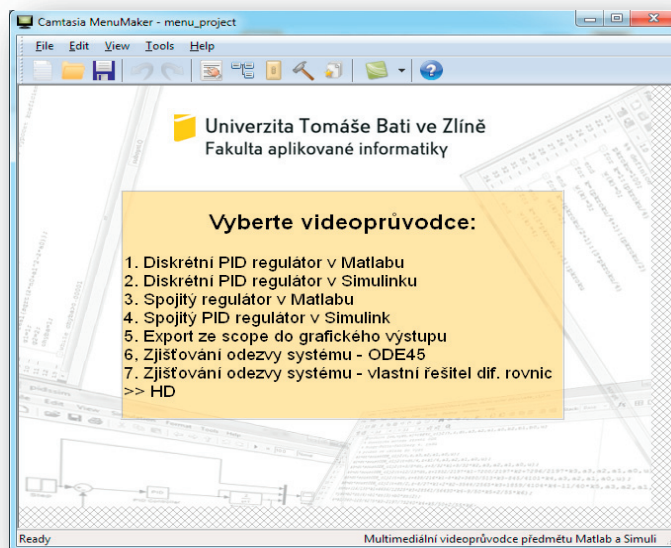 Camtasia MenuMaker - menu_project
File Edit View Tools Help
Univerzita Tomáše Bati ve Zlíně
Fakulta aplikované informatiky
Vyberte videoprůvodce:
1. Diskrétní PID regulátor v Matlabu
2. Diskrétní PID regulátor v Simulinku
3. Spojitý regulátor v Matlabu
4. Spojitý PID regulátor v Simulink
5. Export ze scope do grafického výstupu
6, Zjišťování odezvy systému - ODE45
7. Zjišťování odezvy systému - vlastní řešitel dif. rovnic
>> HD
Ready
Multimediální videoprůvodce předmětu Matlab a Simuli